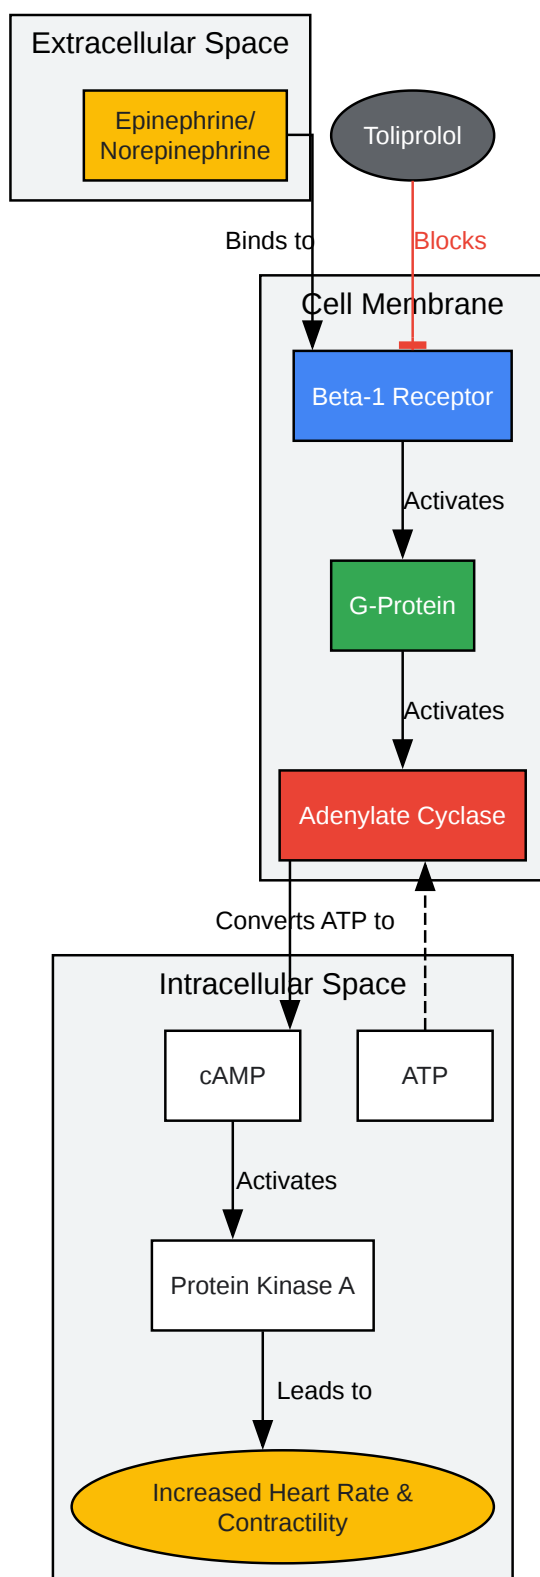 Extracellular Space
Epinephrine/
Norepinephrine
Toliprolol
Binds to
Blocks
Cell Membrane
Beta-1 Receptor
Activates
G-Protein
Activates
Adenylate Cyclase
Converts ATP to
Intracellular Space
cAMP
ATP
Activates
Protein Kinase A
Leads to
Increased Heart Rate &
Contractility